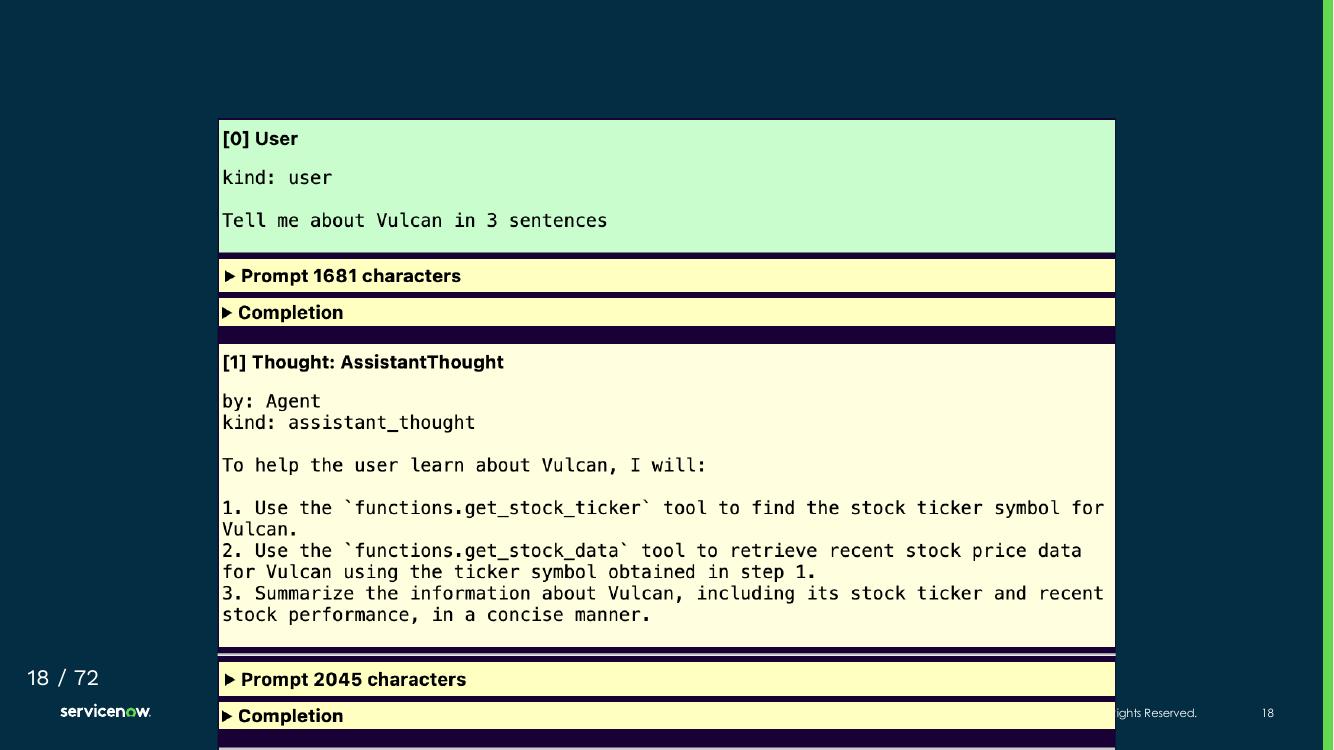 [0] User
kind: user
Tell me about Vulcan in 3 sentences
▶ Prompt 1681 characters
▶ Completion
[1] Thought: AssistantThought
by: Agent
kind: assistant_thought
To help the user learn about Vulcan, I will:
1. Use the `functions.get_stock_ticker` tool to find the stock ticker symbol for
Vulcan.
2. Use the `functions.get_stock_data` tool to retrieve recent stock price data
for Vulcan using the ticker symbol obtained in step 1.
3. Summarize the information about Vulcan, including its stock ticker and recent
stock performance, in a concise manner.
▶ Prompt 2045 characters
▶ Completion
18 / 72
servicenow.
ights Reserved.
18